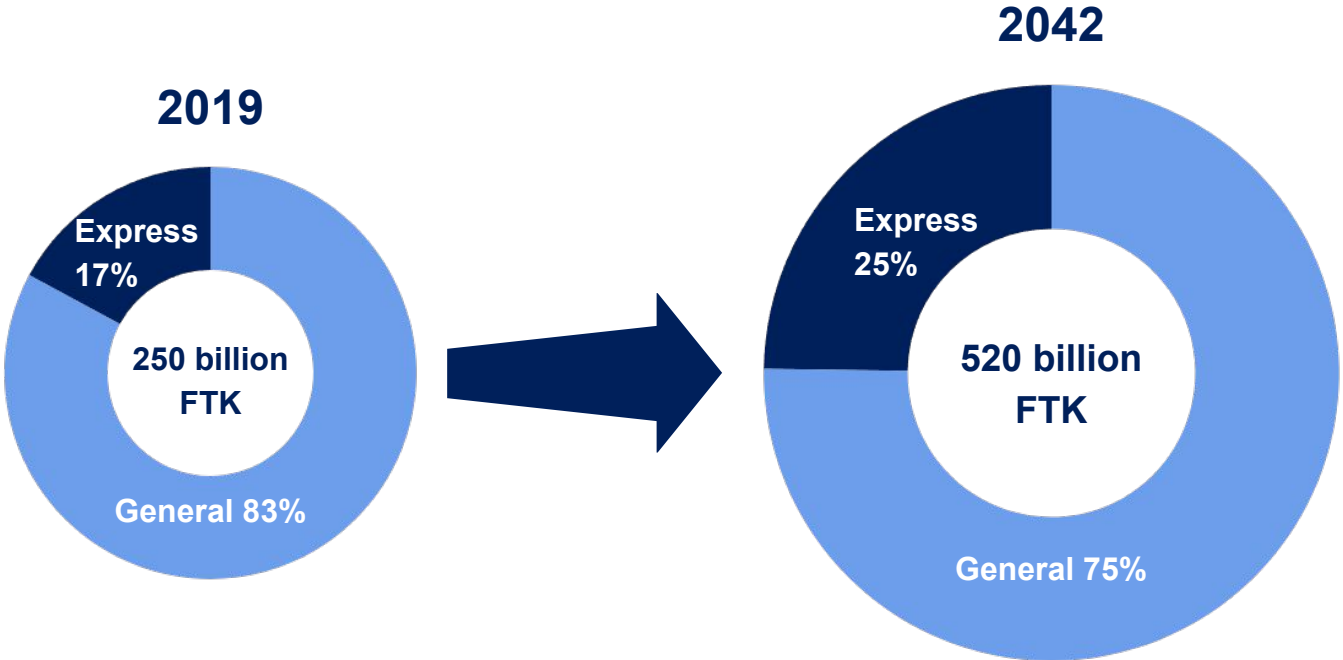 2019
Express
17%
250 billion
FTK
General 83%
2042
Express
25%
520 billion
FTK
General 75%